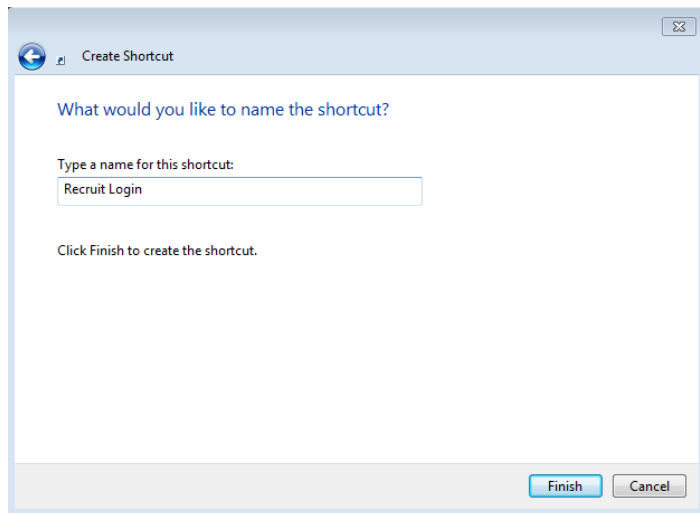 Create Shortcut
What would you like to name the shortcut?
Type a name for this shortcut:
Recruit Login
Click Finish to create the shortcut.
Finish
Cancel